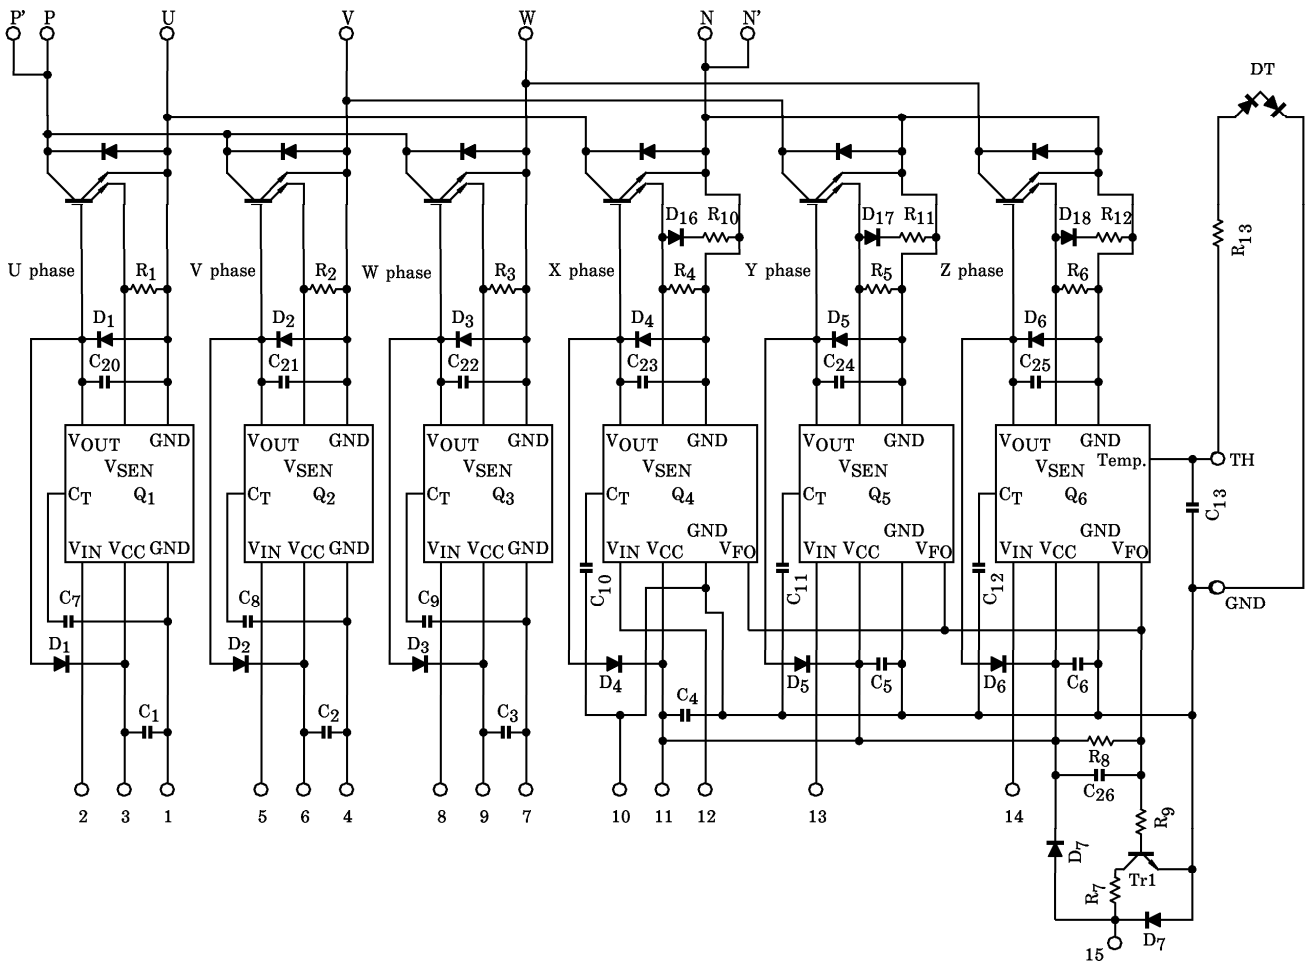 P' P U V W N N'
DT
D16 R10 D17 R11 D18 R12
R13
U phase R1 V phase R2 W phase R3 X phase R4 Y phase R5 Z phase R6
D1 D2 D3 D4 D5 D6
C20 C21 C22 C23 C24 C25
VOUT GND VOUT GND VOUT GND VOUT GND VOUT GND VOUT GND
VSEN VSEN VSEN VSEN VSEN VSEN Temp. TH
CT Q1 CT Q2 CT Q3 CT Q4 CT Q5 CT Q6
C13
GND GND GND
VIN VCC GND VIN VCC GND VIN VCC GND VIN VCC VFO VIN VCC VFO VIN VCC VFO
C10 C11 C12
C7 C8 C9 GND
D1 D2 D3 D4 D5 C5 D6 C6
C1 C2 C3 C4
R8
C26
2 3 1 5 6 4 8 9 7 10 11 12 13 14
R9
D7
R7 Tr1
D7
15